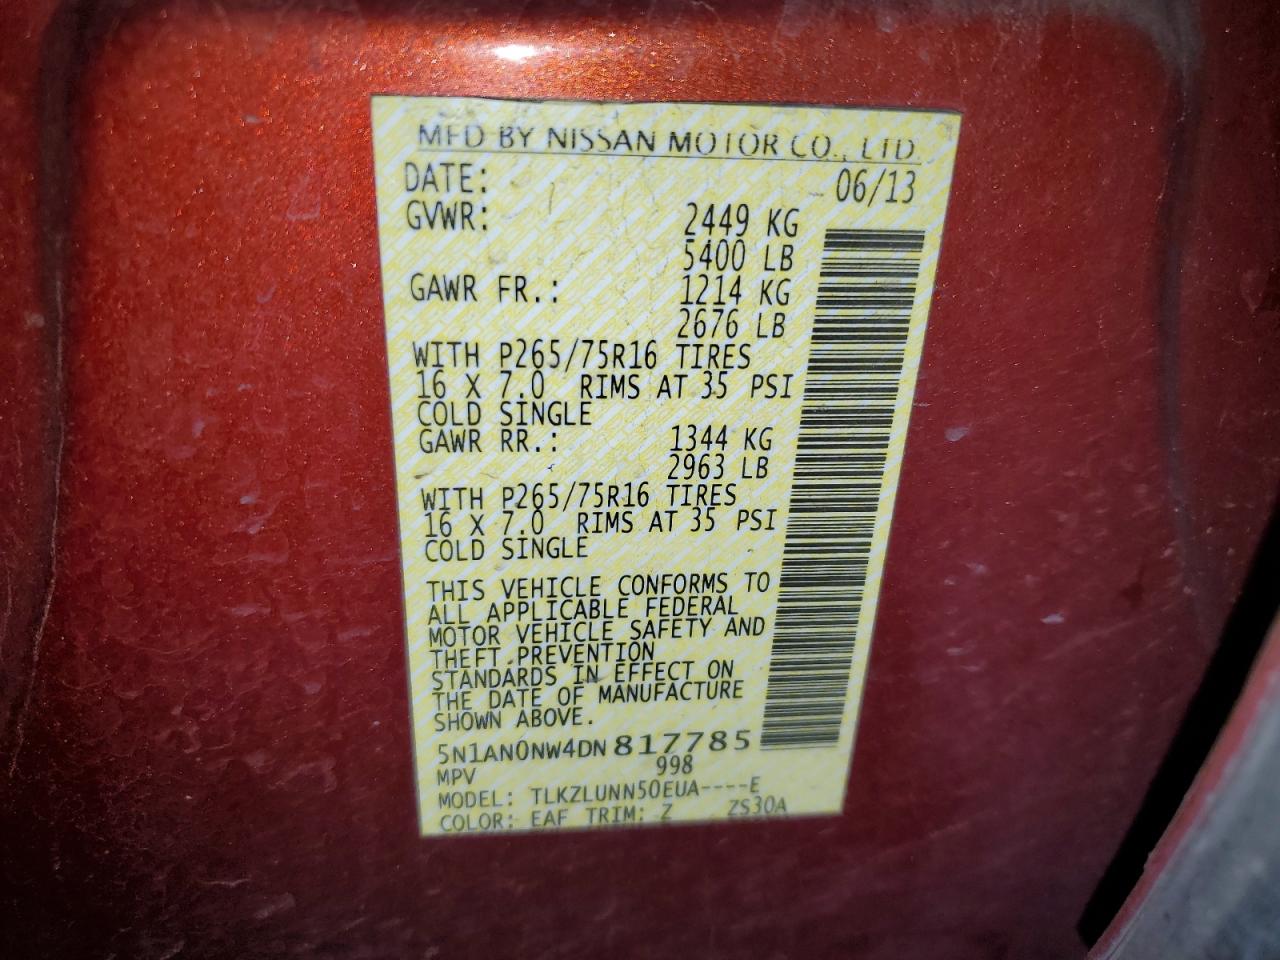 MFD BY NISSAN MOTOR CO., LTD.
DATE: 06/13
GVWR: 2449 KG
5400 LB
GAWR FR.: 1214 KG
2676 LB
WITH P265/75R16 TIRES
16 X 7.0 RIMS AT 35 PSI
COLD SINGLE
GAWR RR.: 1344 KG
2963 LB
WITH P265/75R16 TIRES
16 X 7.0 RIMS AT 35 PSI
COLD SINGLE
THIS VEHICLE CONFORMS TO
ALL APPLICABLE FEDERAL
MOTOR VEHICLE SAFETY AND
THEFT PREVENTION
STANDARDS IN EFFECT ON
THE DATE OF MANUFACTURE
SHOWN ABOVE.
5N1AN0NW4DN817785
MPV 998
MODEL: TLKZLUNN50EUA----E
COLOR: EAF TRIM: Z ZS30A